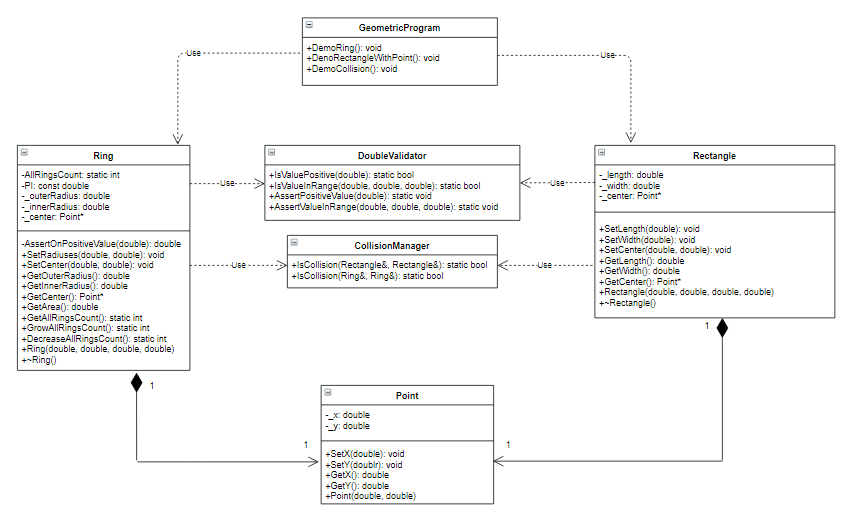 GeometricProgram
+DemoRing(): void
+DenoRectangleWithPoint(): void
+DemoCollision(): void
Use
Use
Ring
-AllRingsCount: static int
-PI: const double
-_outerRadius: double
-_innerRadius: double
-_center: Point*
-AssertOnPositiveValue(double): double
+SetRadiuses(double, double): void
+SetCenter(double, double): void
+GetOuterRadius(): double
+GetInnerRadius(): double
+GetCenter(): Point*
+GetArea(): double
+GetAllRingsCount(): static int
+GrowAllRingsCount(): static int
+DecreaseAllRingsCount(): static int
+Ring(double, double, double, double)
+~Ring()
Use
DoubleValidator
+IsValuePositive(double): static bool
+IsValueInRange(double, double, double): static bool
+AssertPositiveValue(double): static void
+AssertValueInRange(double, double, double): static void
Use
Rectangle
-_length: double
-_width: double
-_center: Point*
+SetLength(double): void
+SetWidth(double): void
+SetCenter(double, double): void
+GetLength(): double
+GetWidth(): double
+GetCenter(): Point*
+Rectangle(double, double, double, double)
+~Rectangle()
Use
CollisionManager
+IsCollision(Rectangle&, Rectangle&): static bool
+IsCollision(Ring&, Ring&): static bool
Use
1
1
Point
-_x: double
-_y: double
+SetX(double): void
+SetY(doublr): void
+GetX(): double
+GetY(): double
+Point(double, double)
1
1